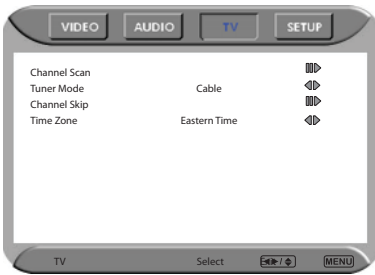 VIDEO AUDIO TV SETUP
Channel Scan
Tuner Mode Cable
Channel Skip
Time Zone Eastern Time
TV Select / MENU